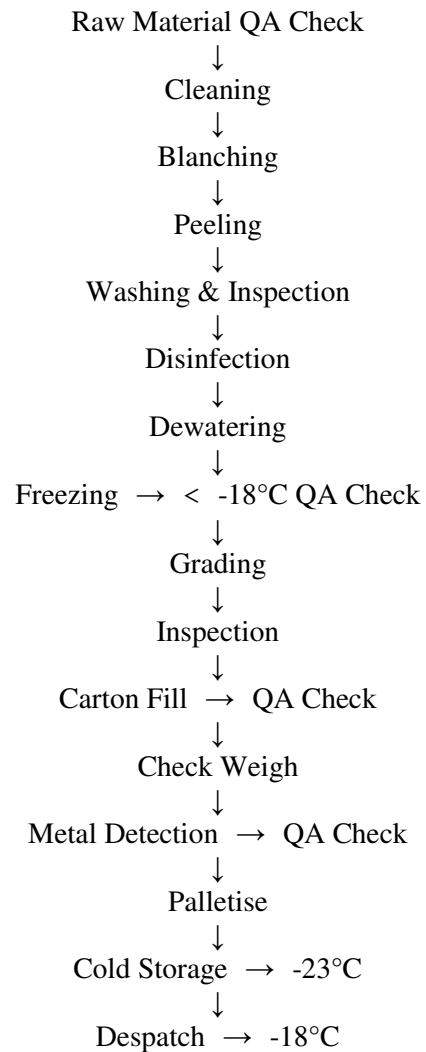 Raw Material QA Check
↓
Cleaning
↓
Blanching
↓
Peeling
↓
Washing & Inspection
↓
Disinfection
↓
Dewatering
↓
Freezing → < -18°C QA Check
↓
Grading
↓
Inspection
↓
Carton Fill → QA Check
↓
Check Weigh
↓
Metal Detection → QA Check
↓
Palletise
↓
Cold Storage → -23°C
↓
Despatch → -18°C